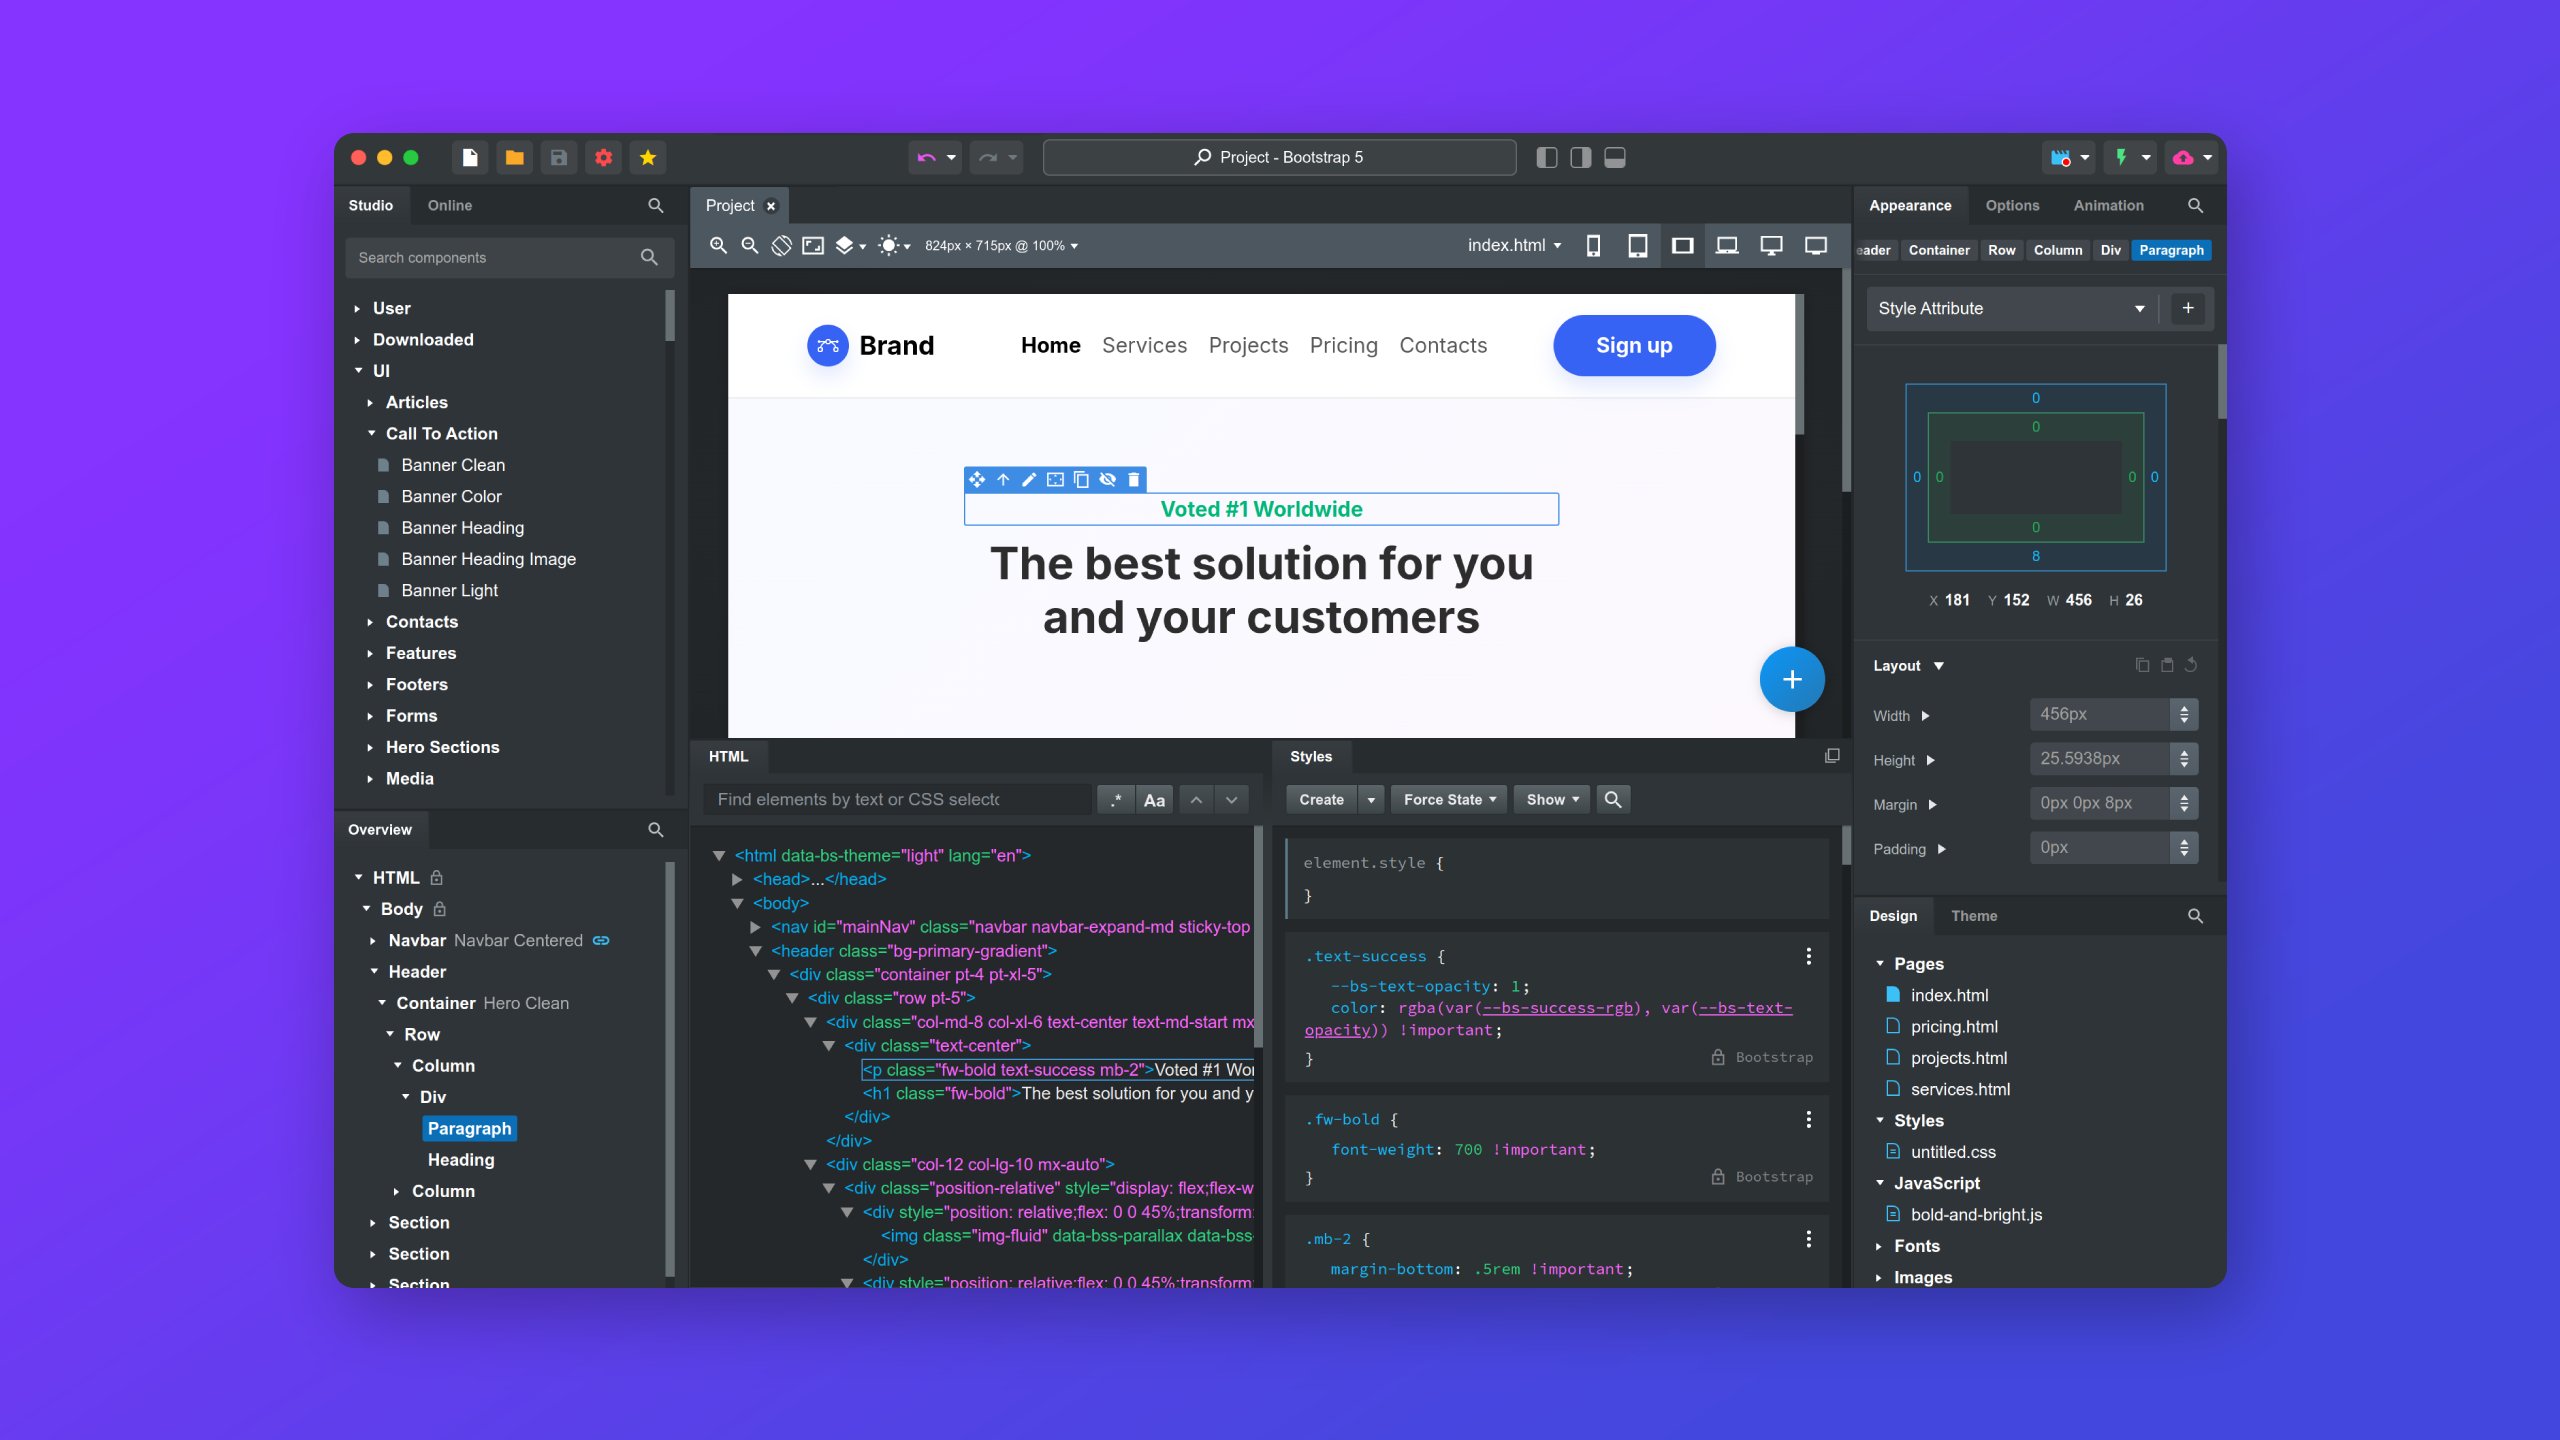 Project - Bootstrap 5
Studio
Online
Search components
User
Downloaded
UI
Articles
Call To Action
Banner Clean
Banner Color
Banner Heading
Banner Heading Image
Banner Light
Contacts
Features
Footers
Forms
Hero Sections
Media
Overview
HTML
Body
Navbar Navbar Centered
Header
Container Hero Clean
Row
Column
Div
Paragraph
Heading
Column
Section
Section
Section
Project
824px × 715px @ 100%
index.html
Brand
Home Services Projects Pricing Contacts
Sign up
Voted #1 Worldwide
The best solution for you
and your customers
HTML
Find elements by text or CSS selectc
.* Aa
<html data-bs-theme="light" lang="en">
<head>...</head>
<body>
<nav id="mainNav" class="navbar navbar-expand-md sticky-top
<header class="bg-primary-gradient">
<div class="container pt-4 pt-xl-5">
<div class="row pt-5">
<div class="col-md-8 col-xl-6 text-center text-md-start mx
<div class="text-center">
<p class="fw-bold text-success mb-2">Voted #1 Wor
<h1 class="fw-bold">The best solution for you and y
</div>
</div>
<div class="col-12 col-lg-10 mx-auto">
<div class="position-relative" style="display: flex;flex-w
<div style="position: relative;flex: 0 0 45%;transform:
<img class="img-fluid" data-bss-parallax data-bss-
</div>
<div style="position: relative;flex: 0 0 45%;transform:
Styles
Create Force State Show
element.style {
}
.text-success {
--bs-text-opacity: 1;
color: rgba(var(--bs-success-rgb), var(--bs-text-
opacity)) !important;
}
Bootstrap
.fw-bold {
font-weight: 700 !important;
}
Bootstrap
.mb-2 {
margin-bottom: .5rem !important;
Appearance
Options
Animation
eader Container Row Column Div Paragraph
Style Attribute
+
0
0
0 0 0 0
0
8
X 181 Y 152 W 456 H 26
Layout
Width 456px
Height 25.5938px
Margin 0px 0px 8px
Padding 0px
Design
Theme
Pages
index.html
pricing.html
projects.html
services.html
Styles
untitled.css
JavaScript
bold-and-bright.js
Fonts
Images